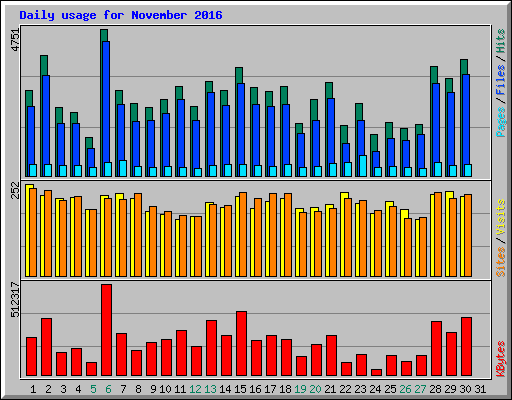 Daily usage for November 2016
4751
Pages / Files / Hits
252
Sites / Visits
512317
KBytes
1 2 3 4 5 6 7 8 9 10 11 12 13 14 15 16 17 18 19 20 21 22 23 24 25 26 27 28 29 30 31